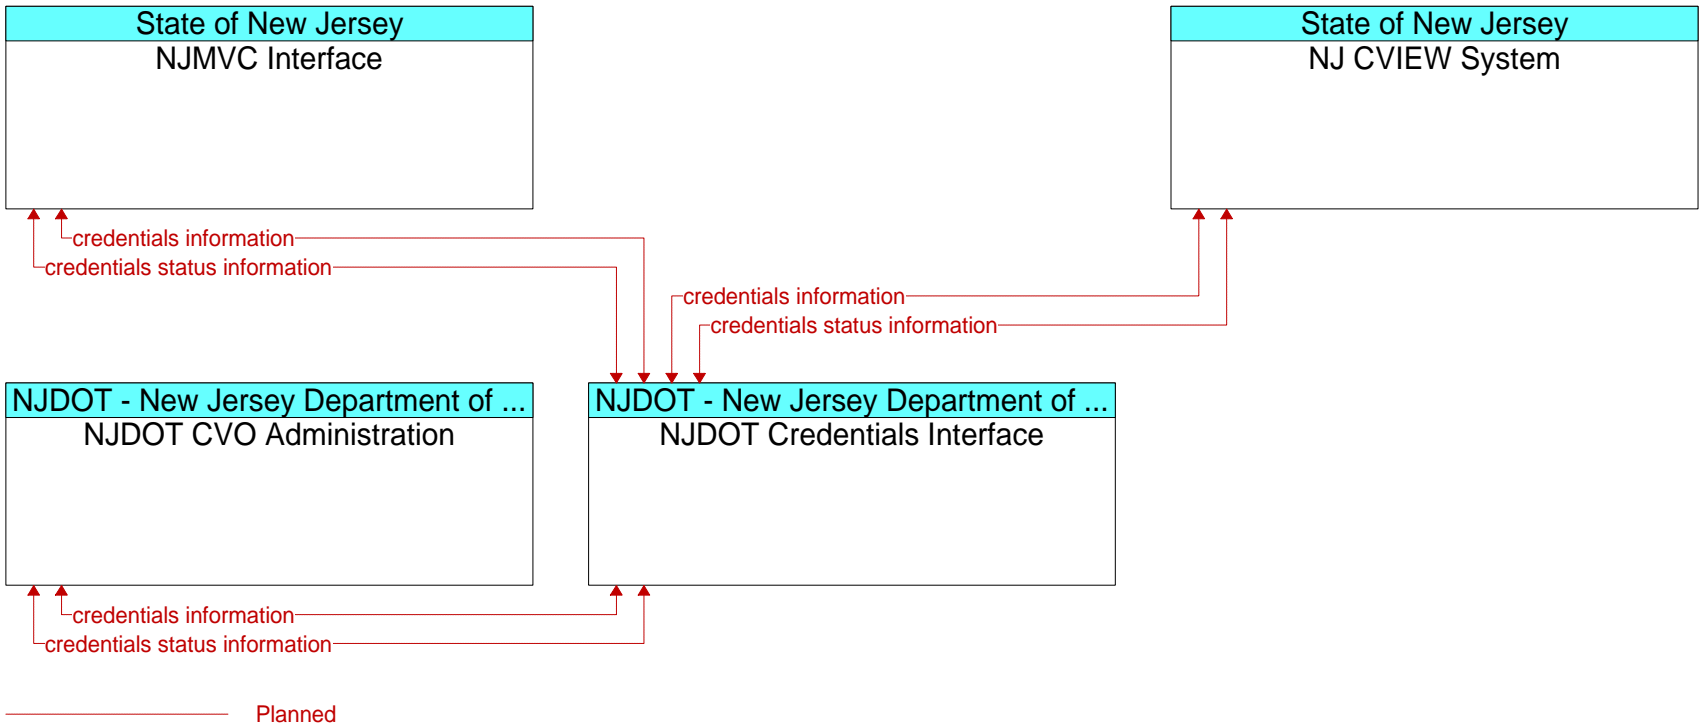 State of New Jersey
NJMVC Interface
State of New Jersey
NJ CVIEW System
credentials information
credentials status information
credentials information
credentials status information
NJDOT - New Jersey Department of ...
NJDOT CVO Administration
NJDOT - New Jersey Department of ...
NJDOT Credentials Interface
credentials information
credentials status information
Planned